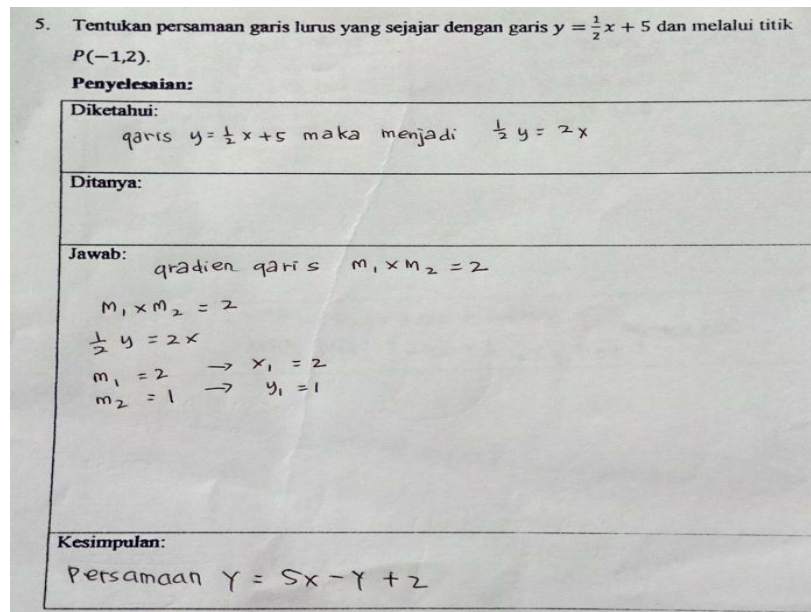 5. Tentukan persamaan garis lurus yang sejajar dengan garis y = 1/2 x + 5 dan melalui titik
P(−1,2).
Penyelesaian:
Diketahui:
garis y = 1/2 x + 5 maka menjadi 1/2 y = 2x
Ditanya:
Jawab:
gradien garis m₁ × m₂ = 2
m₁ × m₂ = 2
1/2 y = 2x
m₁ = 2 → x₁ = 2
m₂ = 1 → y₁ = 1
Kesimpulan:
Persamaan Y = 5x − Y + 2